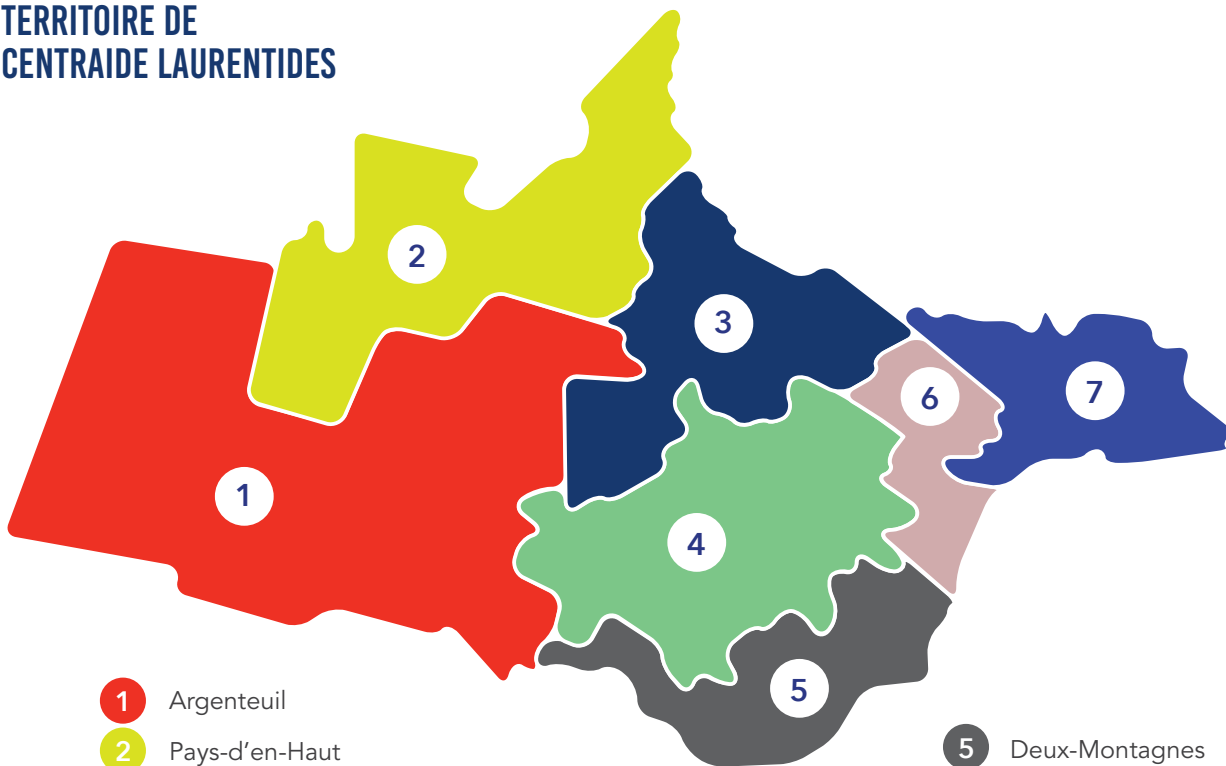 TERRITOIRE DE
CENTRAIDE LAURENTIDES
2
3
6
7
1
4
5
1 Argenteuil
2 Pays-d'en-Haut
5 Deux-Montagnes